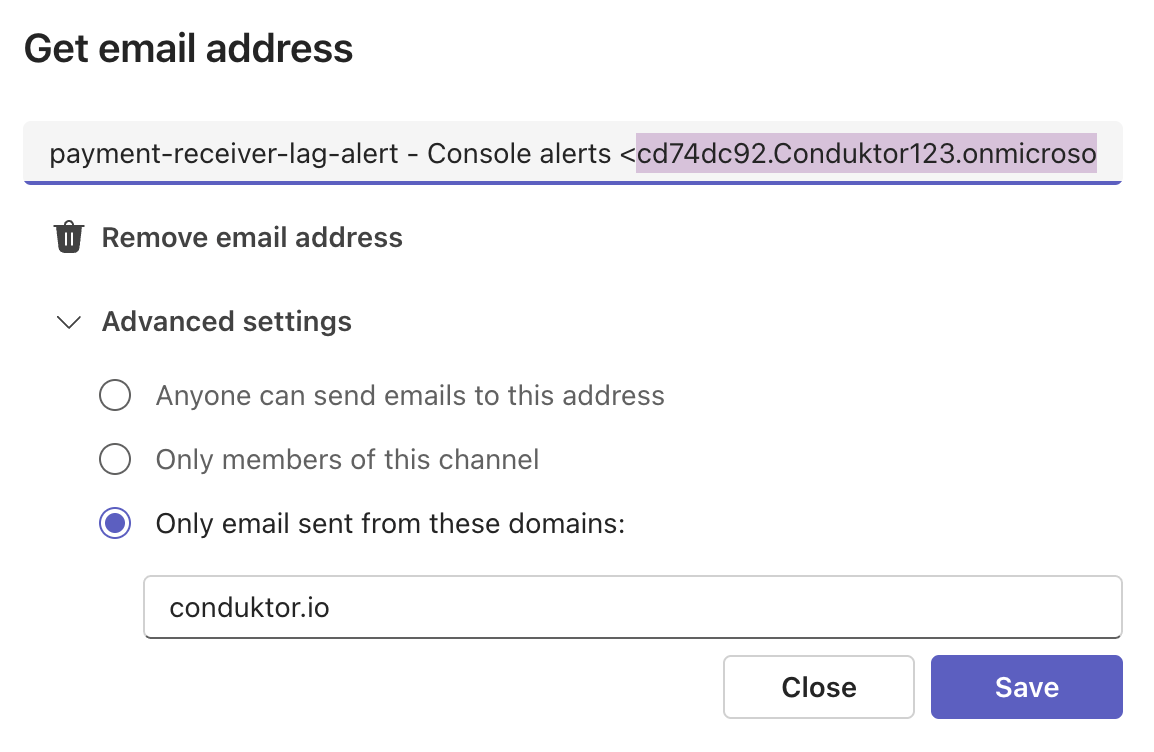 Get email address
payment-receiver-lag-alert - Console alerts <cd74dc92.Conduktor123.onmicroso
Remove email address
Advanced settings
Anyone can send emails to this address
Only members of this channel
Only email sent from these domains:
conduktor.io
Close Save